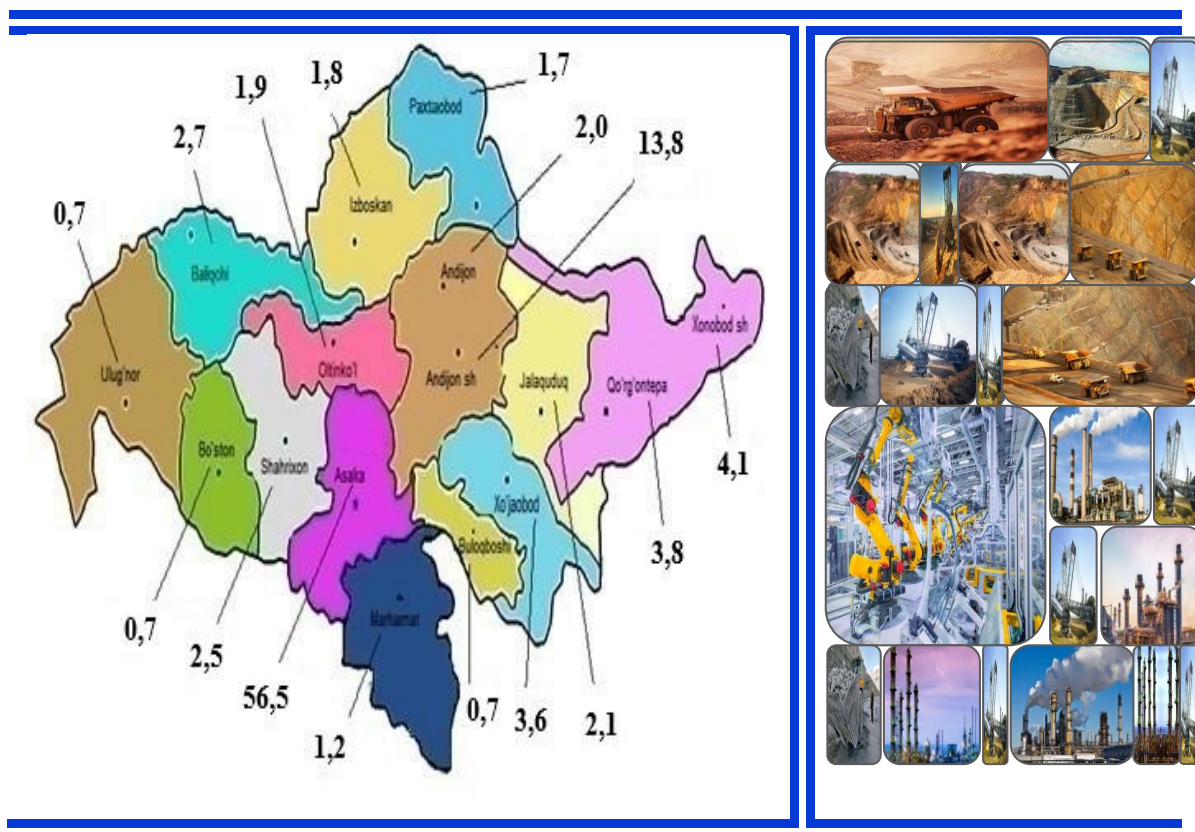 1,7
1,8
1,9
Paxtaobod
2,0
2,7
13,8
Izboskan
0,7
Baliqchi
Andijon
Xonobod sh
Ulug'nor
Oltinko'l
Andijon sh
Jalaquduq
Qo'rg'ontepa
Bo'ston
Shahrixon
Asaka
4,1
Xo'jaobod
Buloqboshi
3,8
Marhamat
0,7
2,5
56,5
0,7
3,6
2,1
1,2